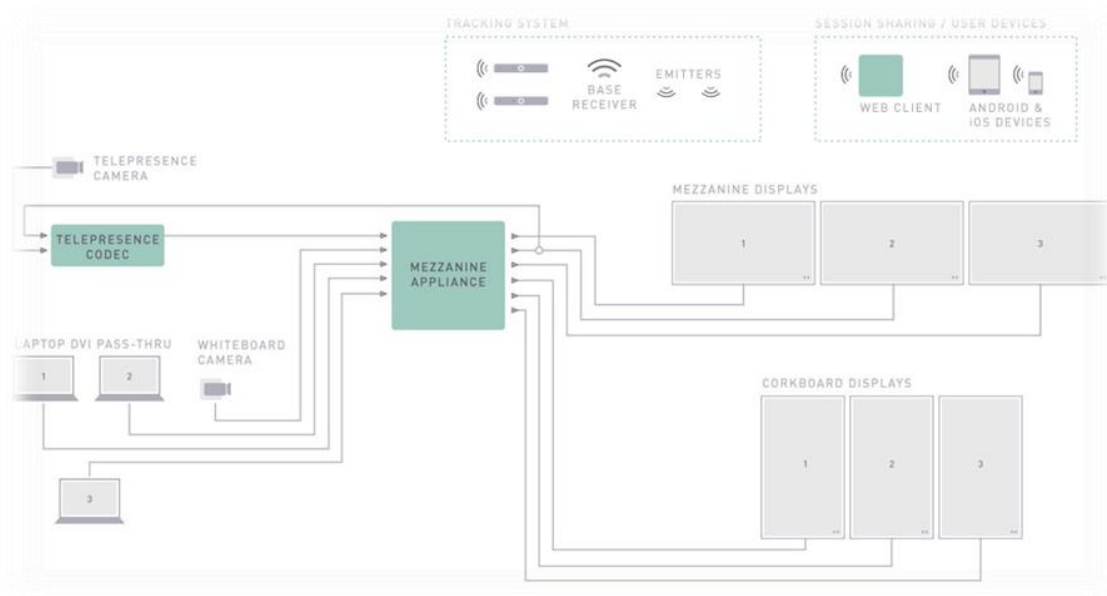 TRACKING SYSTEM
SESSION SHARING / USER DEVICES
BASE
RECEIVER
EMITTERS
WEB CLIENT
ANDROID &
iOS DEVICES
TELEPRESENCE
CAMERA
TELEPRESENCE
CODEC
MEZZANINE
APPLIANCE
MEZZANINE DISPLAYS
1
2
3
LAPTOP DVI PASS-THRU
1
2
WHITEBOARD
CAMERA
3
CORKBOARD DISPLAYS
1
2
3